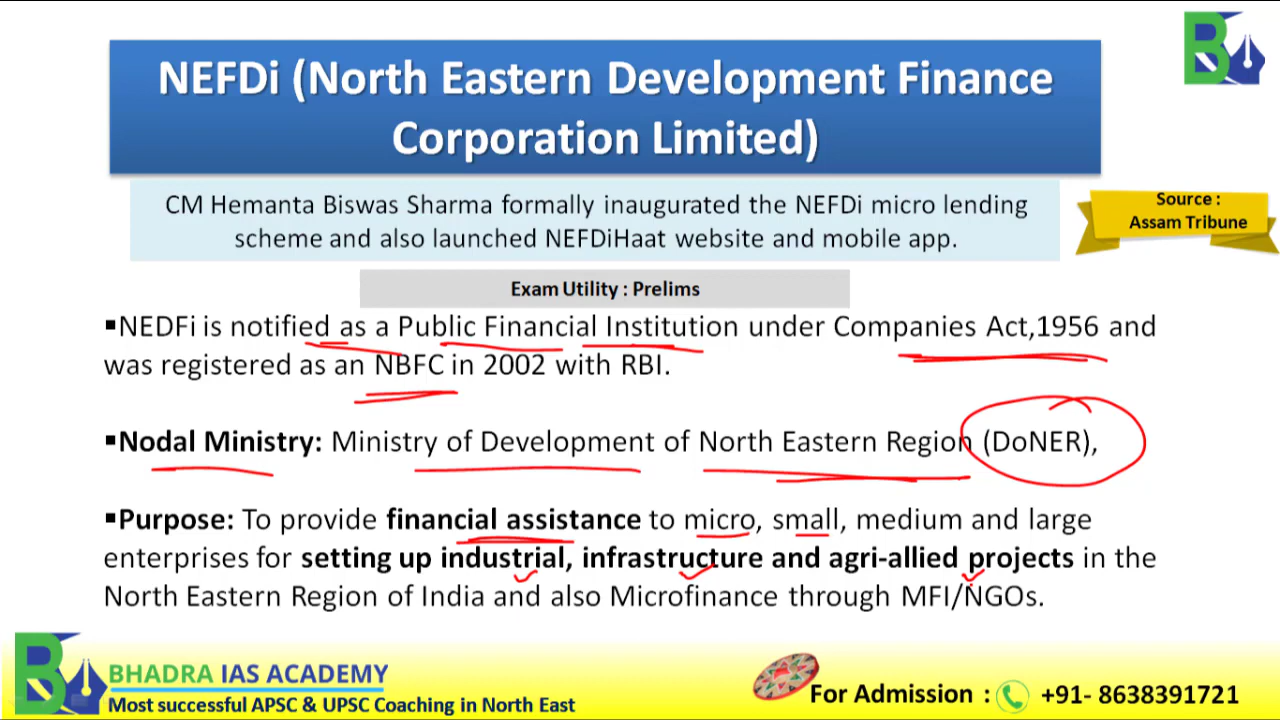 NEFDi (North Eastern Development Finance
Corporation Limited)
CM Hemanta Biswas Sharma formally inaugurated the NEFDi micro lending
scheme and also launched NEFDiHaat website and mobile app.
Source :
Assam Tribune
Exam Utility : Prelims
▪NEDFi is notified as a Public Financial Institution under Companies Act,1956 and
was registered as an NBFC in 2002 with RBI.
▪Nodal Ministry: Ministry of Development of North Eastern Region (DoNER),
▪Purpose: To provide financial assistance to micro, small, medium and large
enterprises for setting up industrial, infrastructure and agri-allied projects in the
North Eastern Region of India and also Microfinance through MFI/NGOs.
BHADRA IAS ACADEMY
Most successful APSC & UPSC Coaching in North East
For Admission : +91- 8638391721